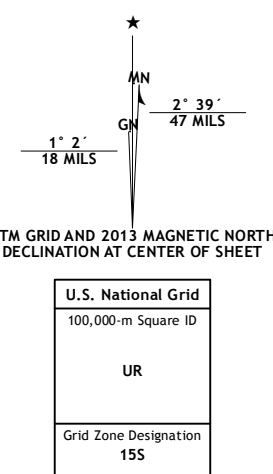 ★
MN
GN
2° 39´
47 MILS
1° 2´
18 MILS
TM GRID AND 2013 MAGNETIC NORTH
DECLINATION AT CENTER OF SHEET
U.S. National Grid
100,000-m Square ID
UR
Grid Zone Designation
15S